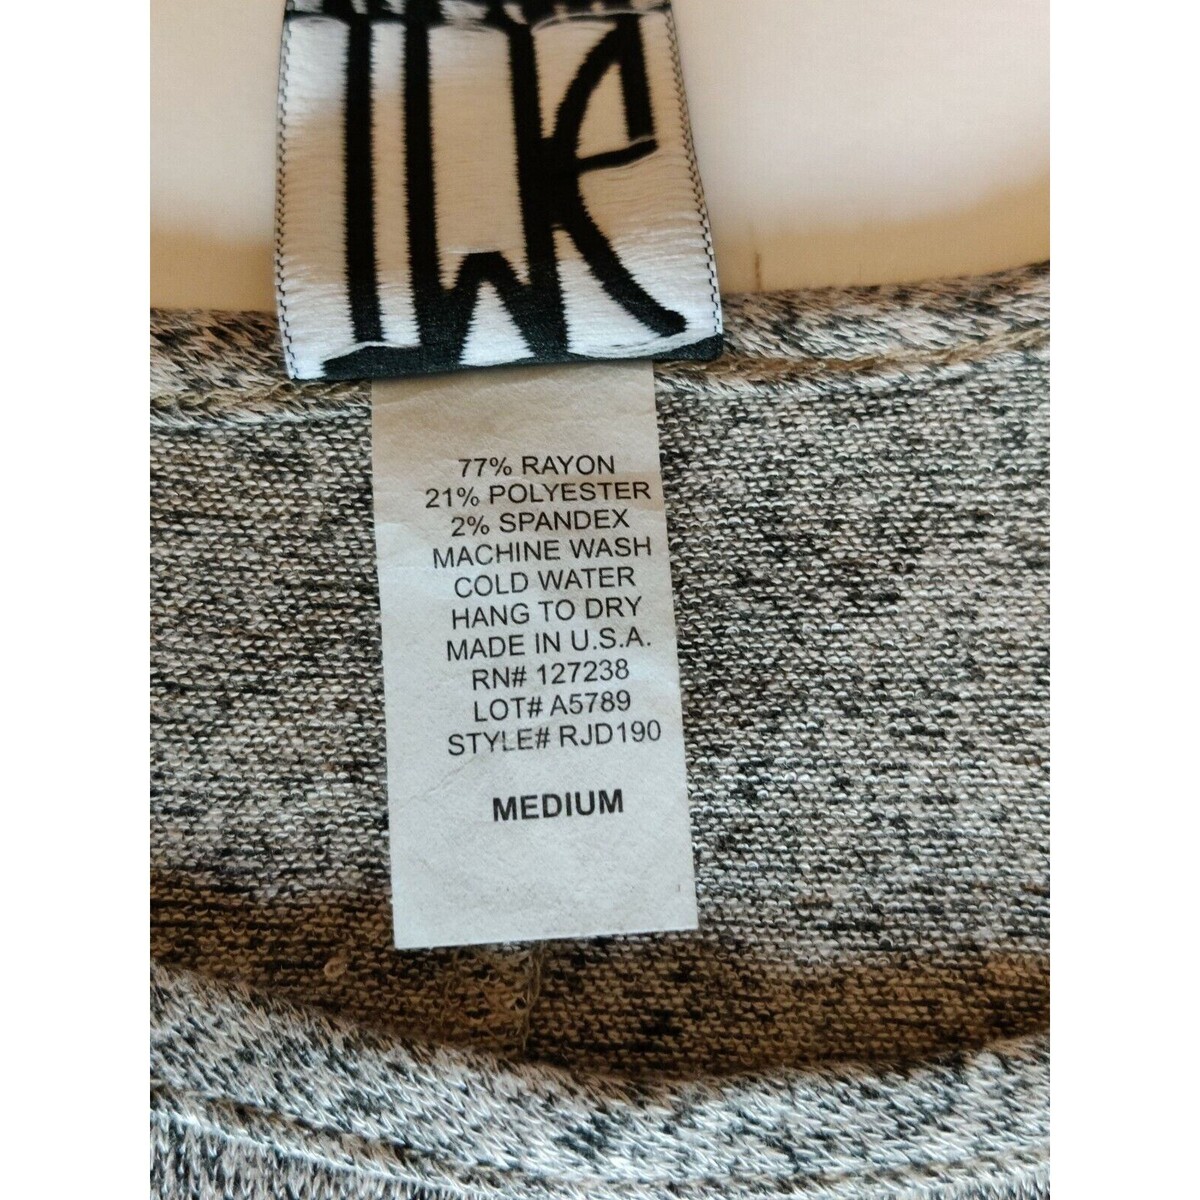 77% RAYON
21% POLYESTER
2% SPANDEX
MACHINE WASH
COLD WATER
HANG TO DRY
MADE IN U.S.A.
RN# 127238
LOT# A5789
STYLE# RJD190
MEDIUM